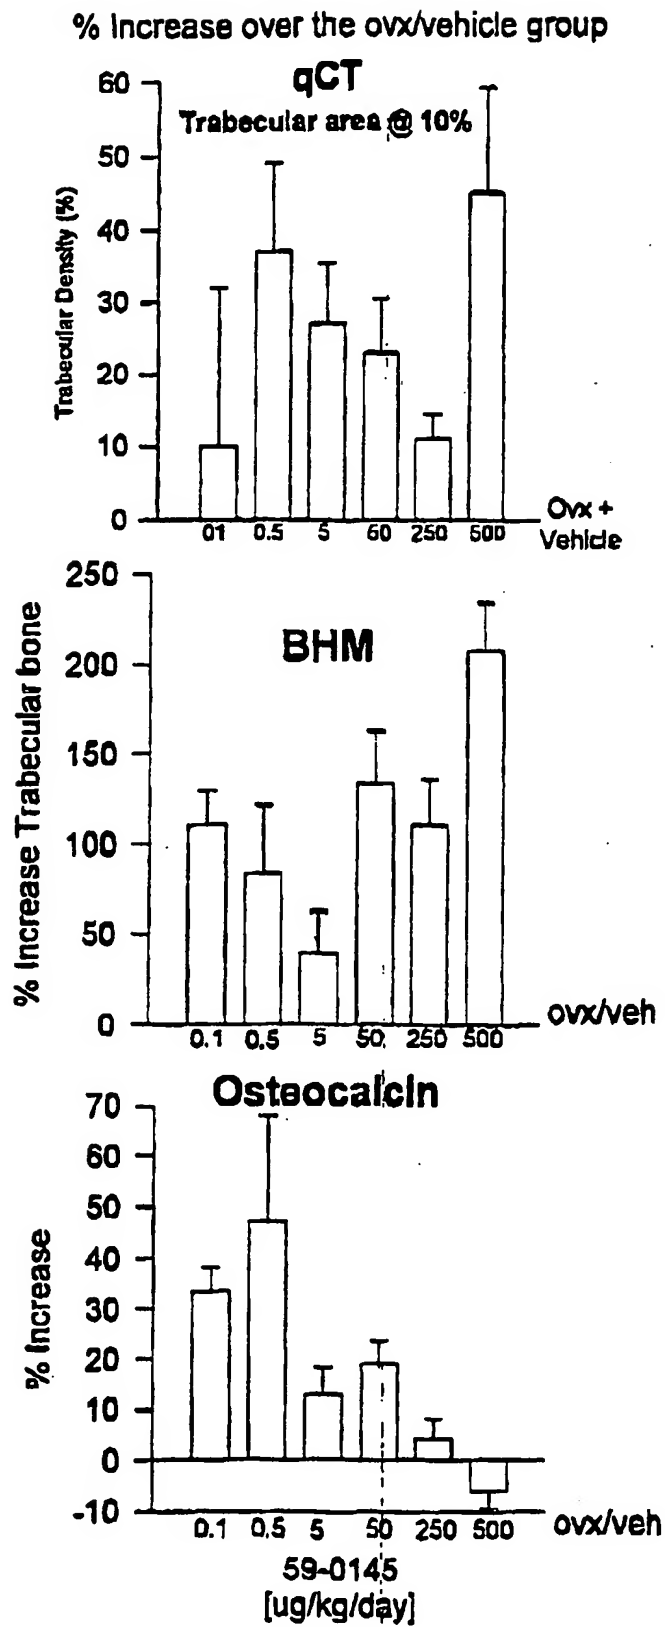 % Increase over the ovx/vehicle group
qCT
Trabecular area @ 10%
Trabecular Density (%)
60
50
40
30
20
10
0
01 0.5 5 60 250 500
Ovx +
Vehicle
BHM
% Increase Trabecular bone
250
200
150
100
50
0
0.1 0.5 5 50 250 500
ovx/veh
Osteocalcin
% Increase
70
60
50
40
30
20
10
0
-10
0.1 0.5 5 50 250 500
ovx/veh
59-0145
[ug/kg/day]